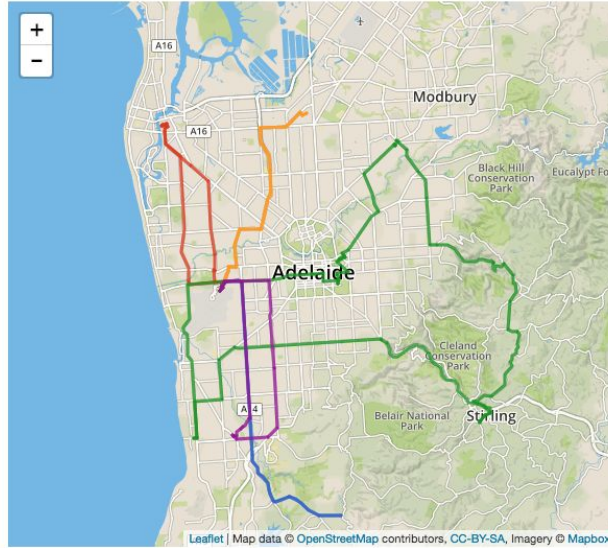 +
−
A16
Modbury
A16
Black Hill
Conservation
Park
Eucalypt Fo
Adelaide
Cleland
Conservation
Park
Belair National
Park
Stirling
Leaflet | Map data © OpenStreetMap contributors, CC-BY-SA, Imagery © Mapbox